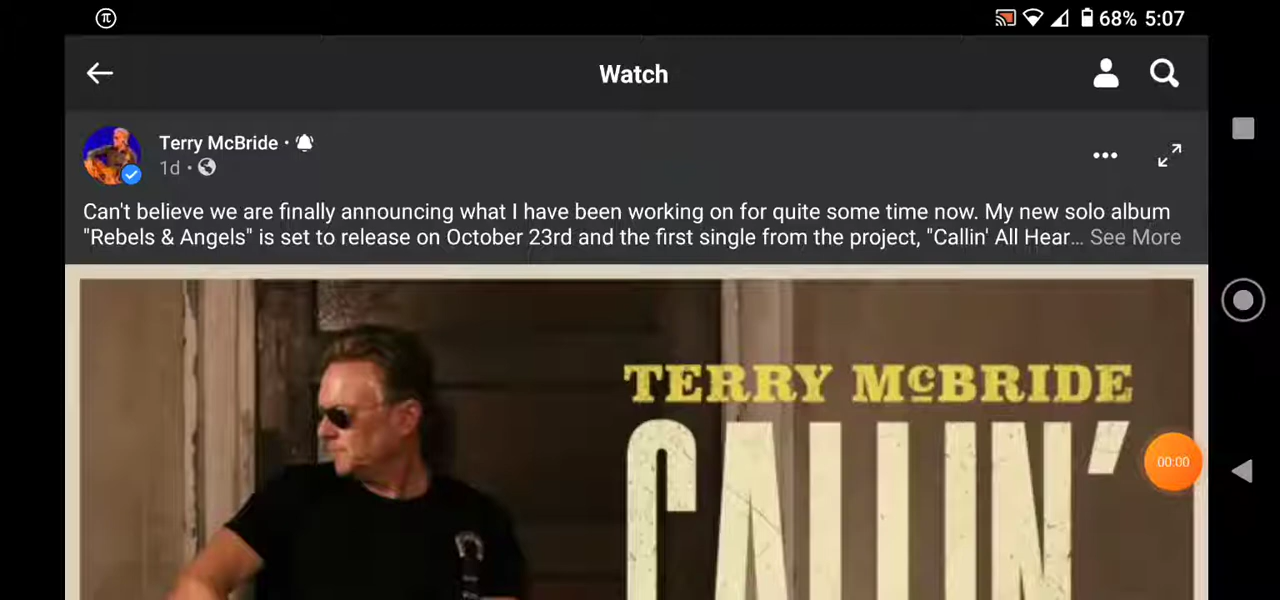 68% 5:07
Watch
Terry McBride ·
1d ·
Can't believe we are finally announcing what I have been working on for quite some time now. My new solo album
"Rebels & Angels" is set to release on October 23rd and the first single from the project, "Callin' All Hear... See More
TERRY McBRIDE
CALLIN'
00:00